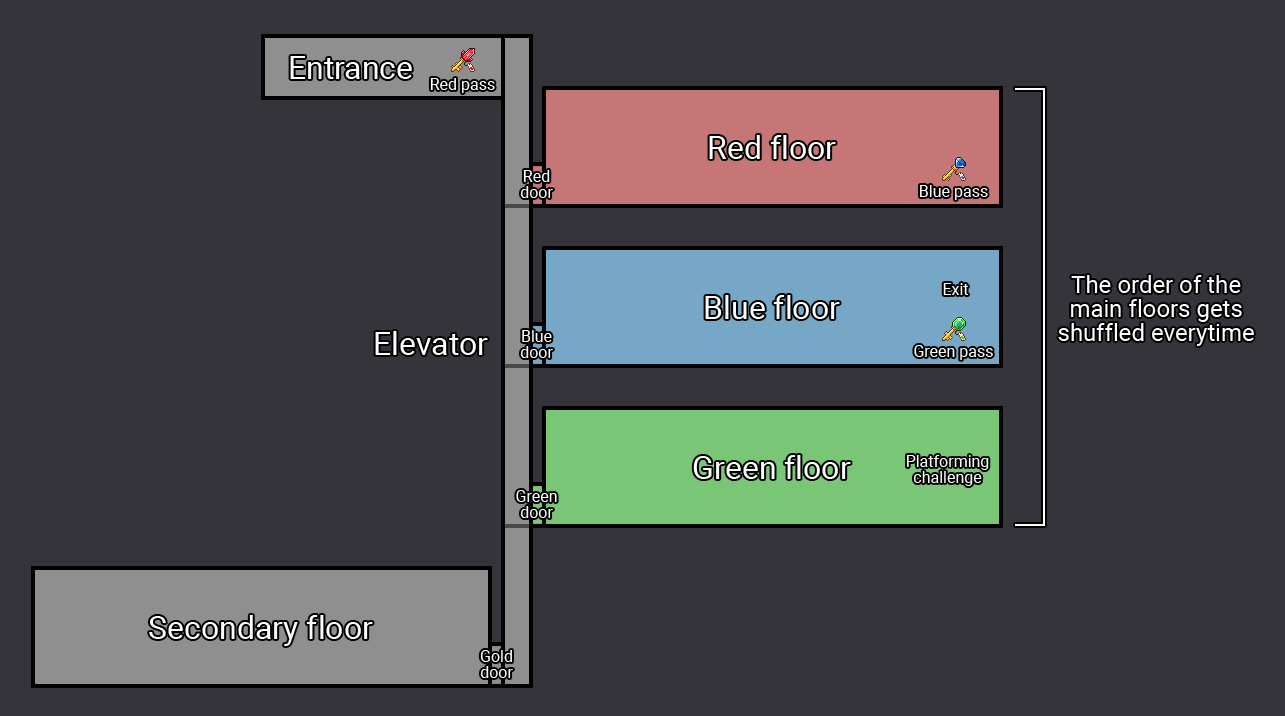 Entrance
Red pass
Red floor
Red
door
Blue pass
Exit
The order of the
main floors gets
shuffled everytime
Blue floor
Elevator
Blue
door
Green pass
Green floor
Platforming
challenge
Green
door
Secondary floor
Gold
door